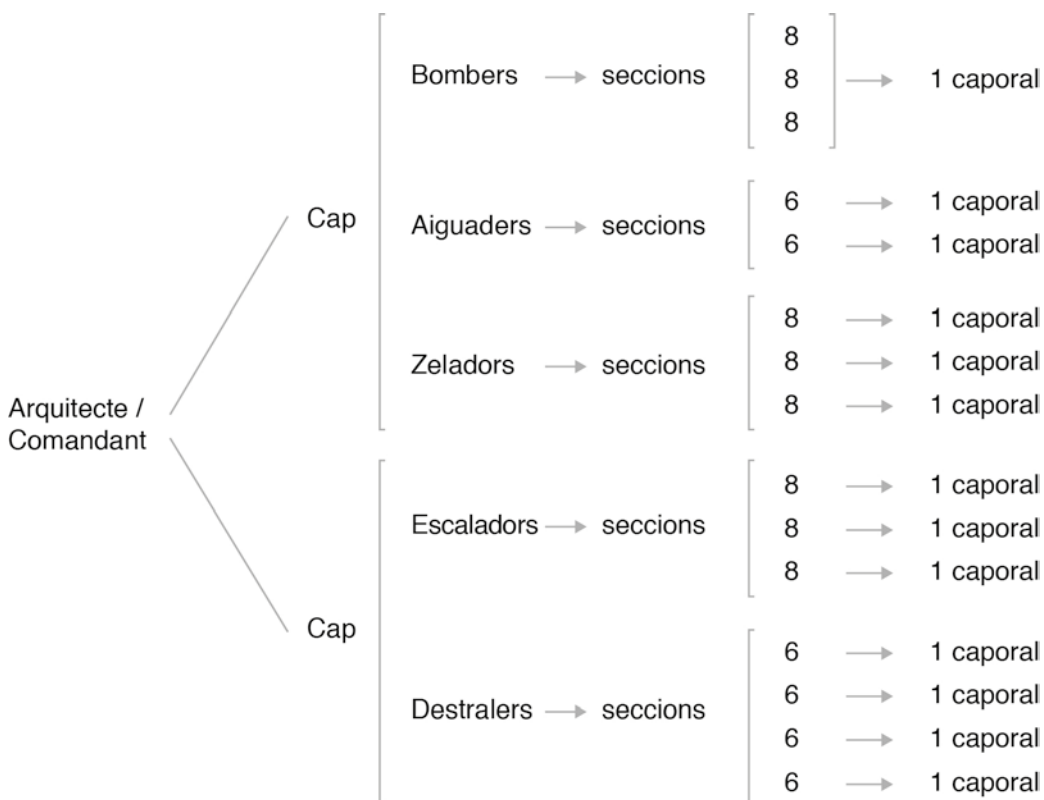 Arquitecte /
Comandant
Cap
Bombers seccions
8
8
8
1 caporal
Aiguaders seccions
6 1 caporal
6 1 caporal
Zeladors seccions
8 1 caporal
8 1 caporal
8 1 caporal
Cap
Escaladors seccions
8 1 caporal
8 1 caporal
8 1 caporal
Destralers seccions
6 1 caporal
6 1 caporal
6 1 caporal
6 1 caporal